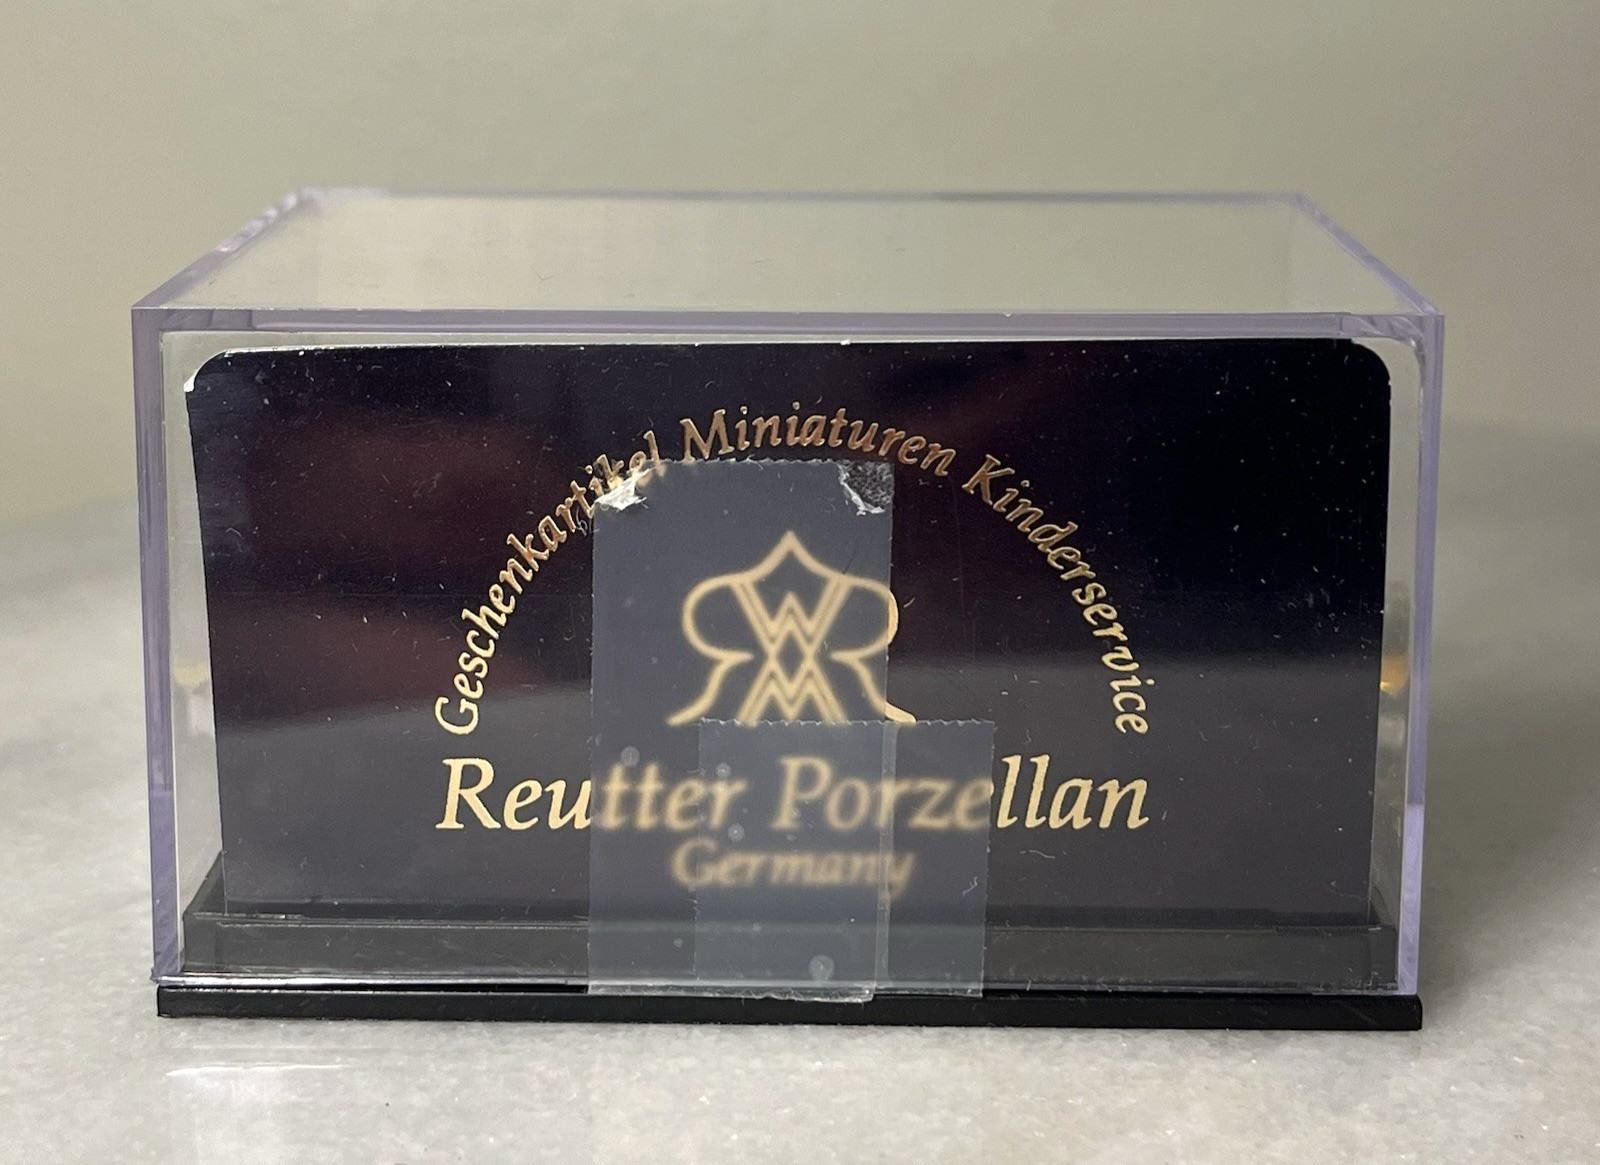 Geschenkartikel Miniaturen Kinderservice
Reutter Porzellan
Germany